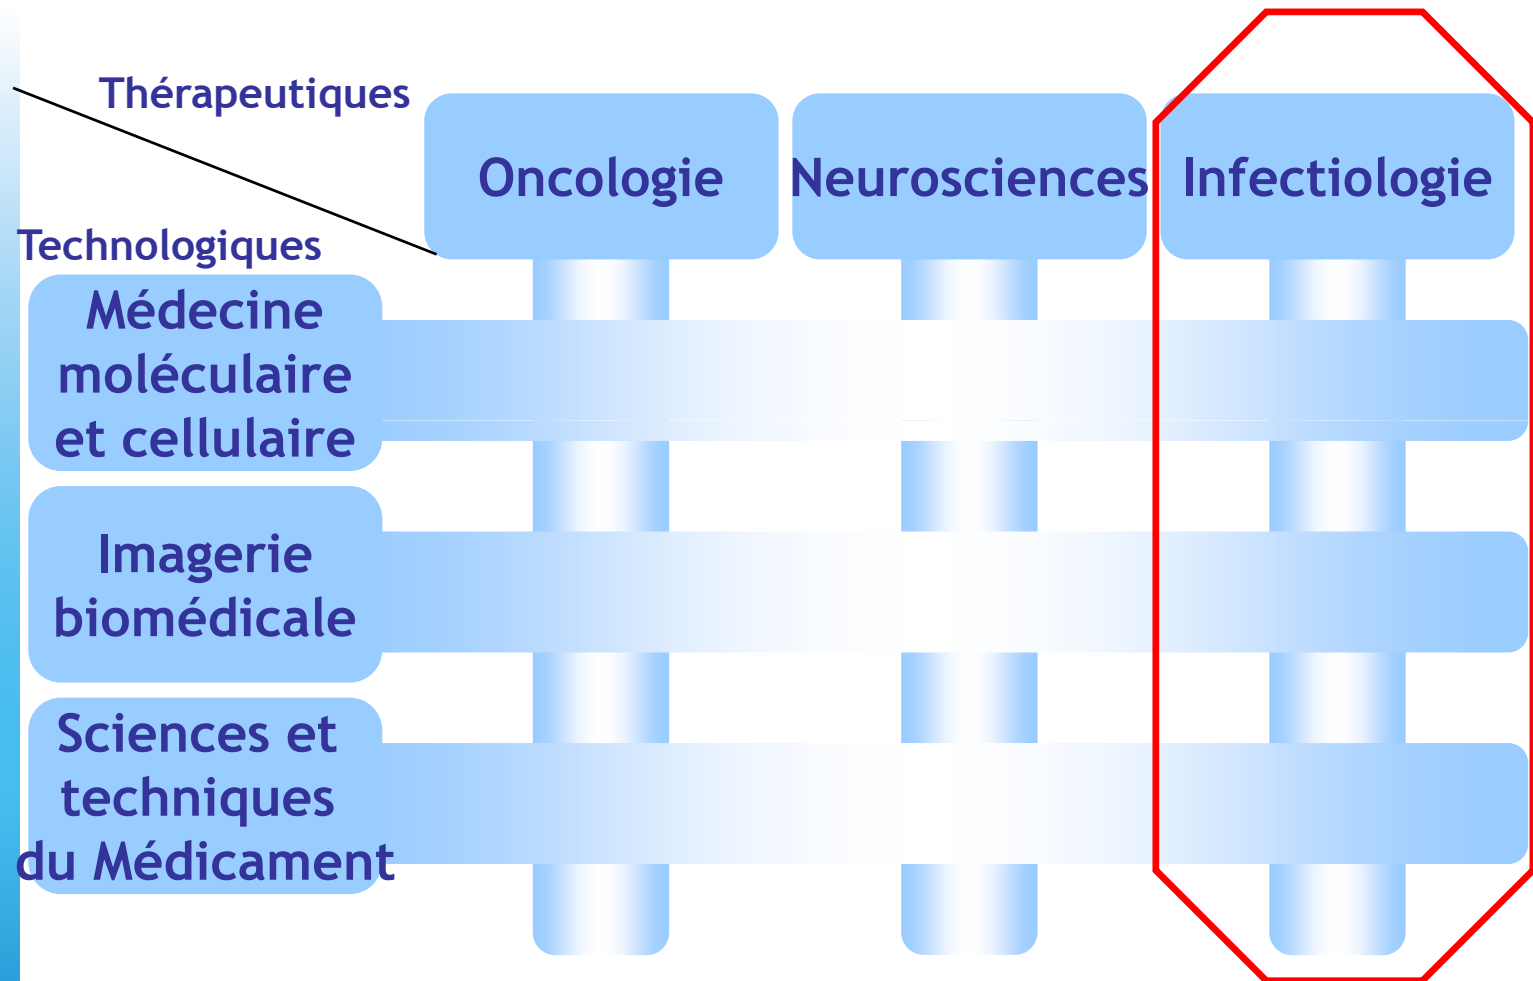 Thérapeutiques
Oncologie
Neurosciences
Infectiologie
Technologiques
Médecine
moléculaire
et cellulaire
Imagerie
biomédicale
Sciences et
techniques
du Médicament